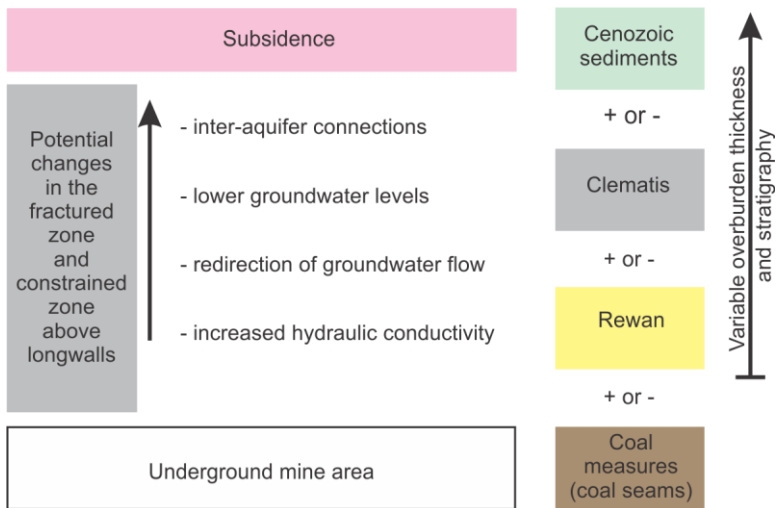 Subsidence
Potential
changes
in the
fractured
zone
and
constrained
zone
above
longwalls
- inter-aquifer connections
- lower groundwater levels
- redirection of groundwater flow
- increased hydraulic conductivity
Underground mine area
Cenozoic
sediments
+ or -
Clematis
+ or -
Rewan
+ or -
Coal
measures
(coal seams)
Variable overburden thickness
and stratigraphy